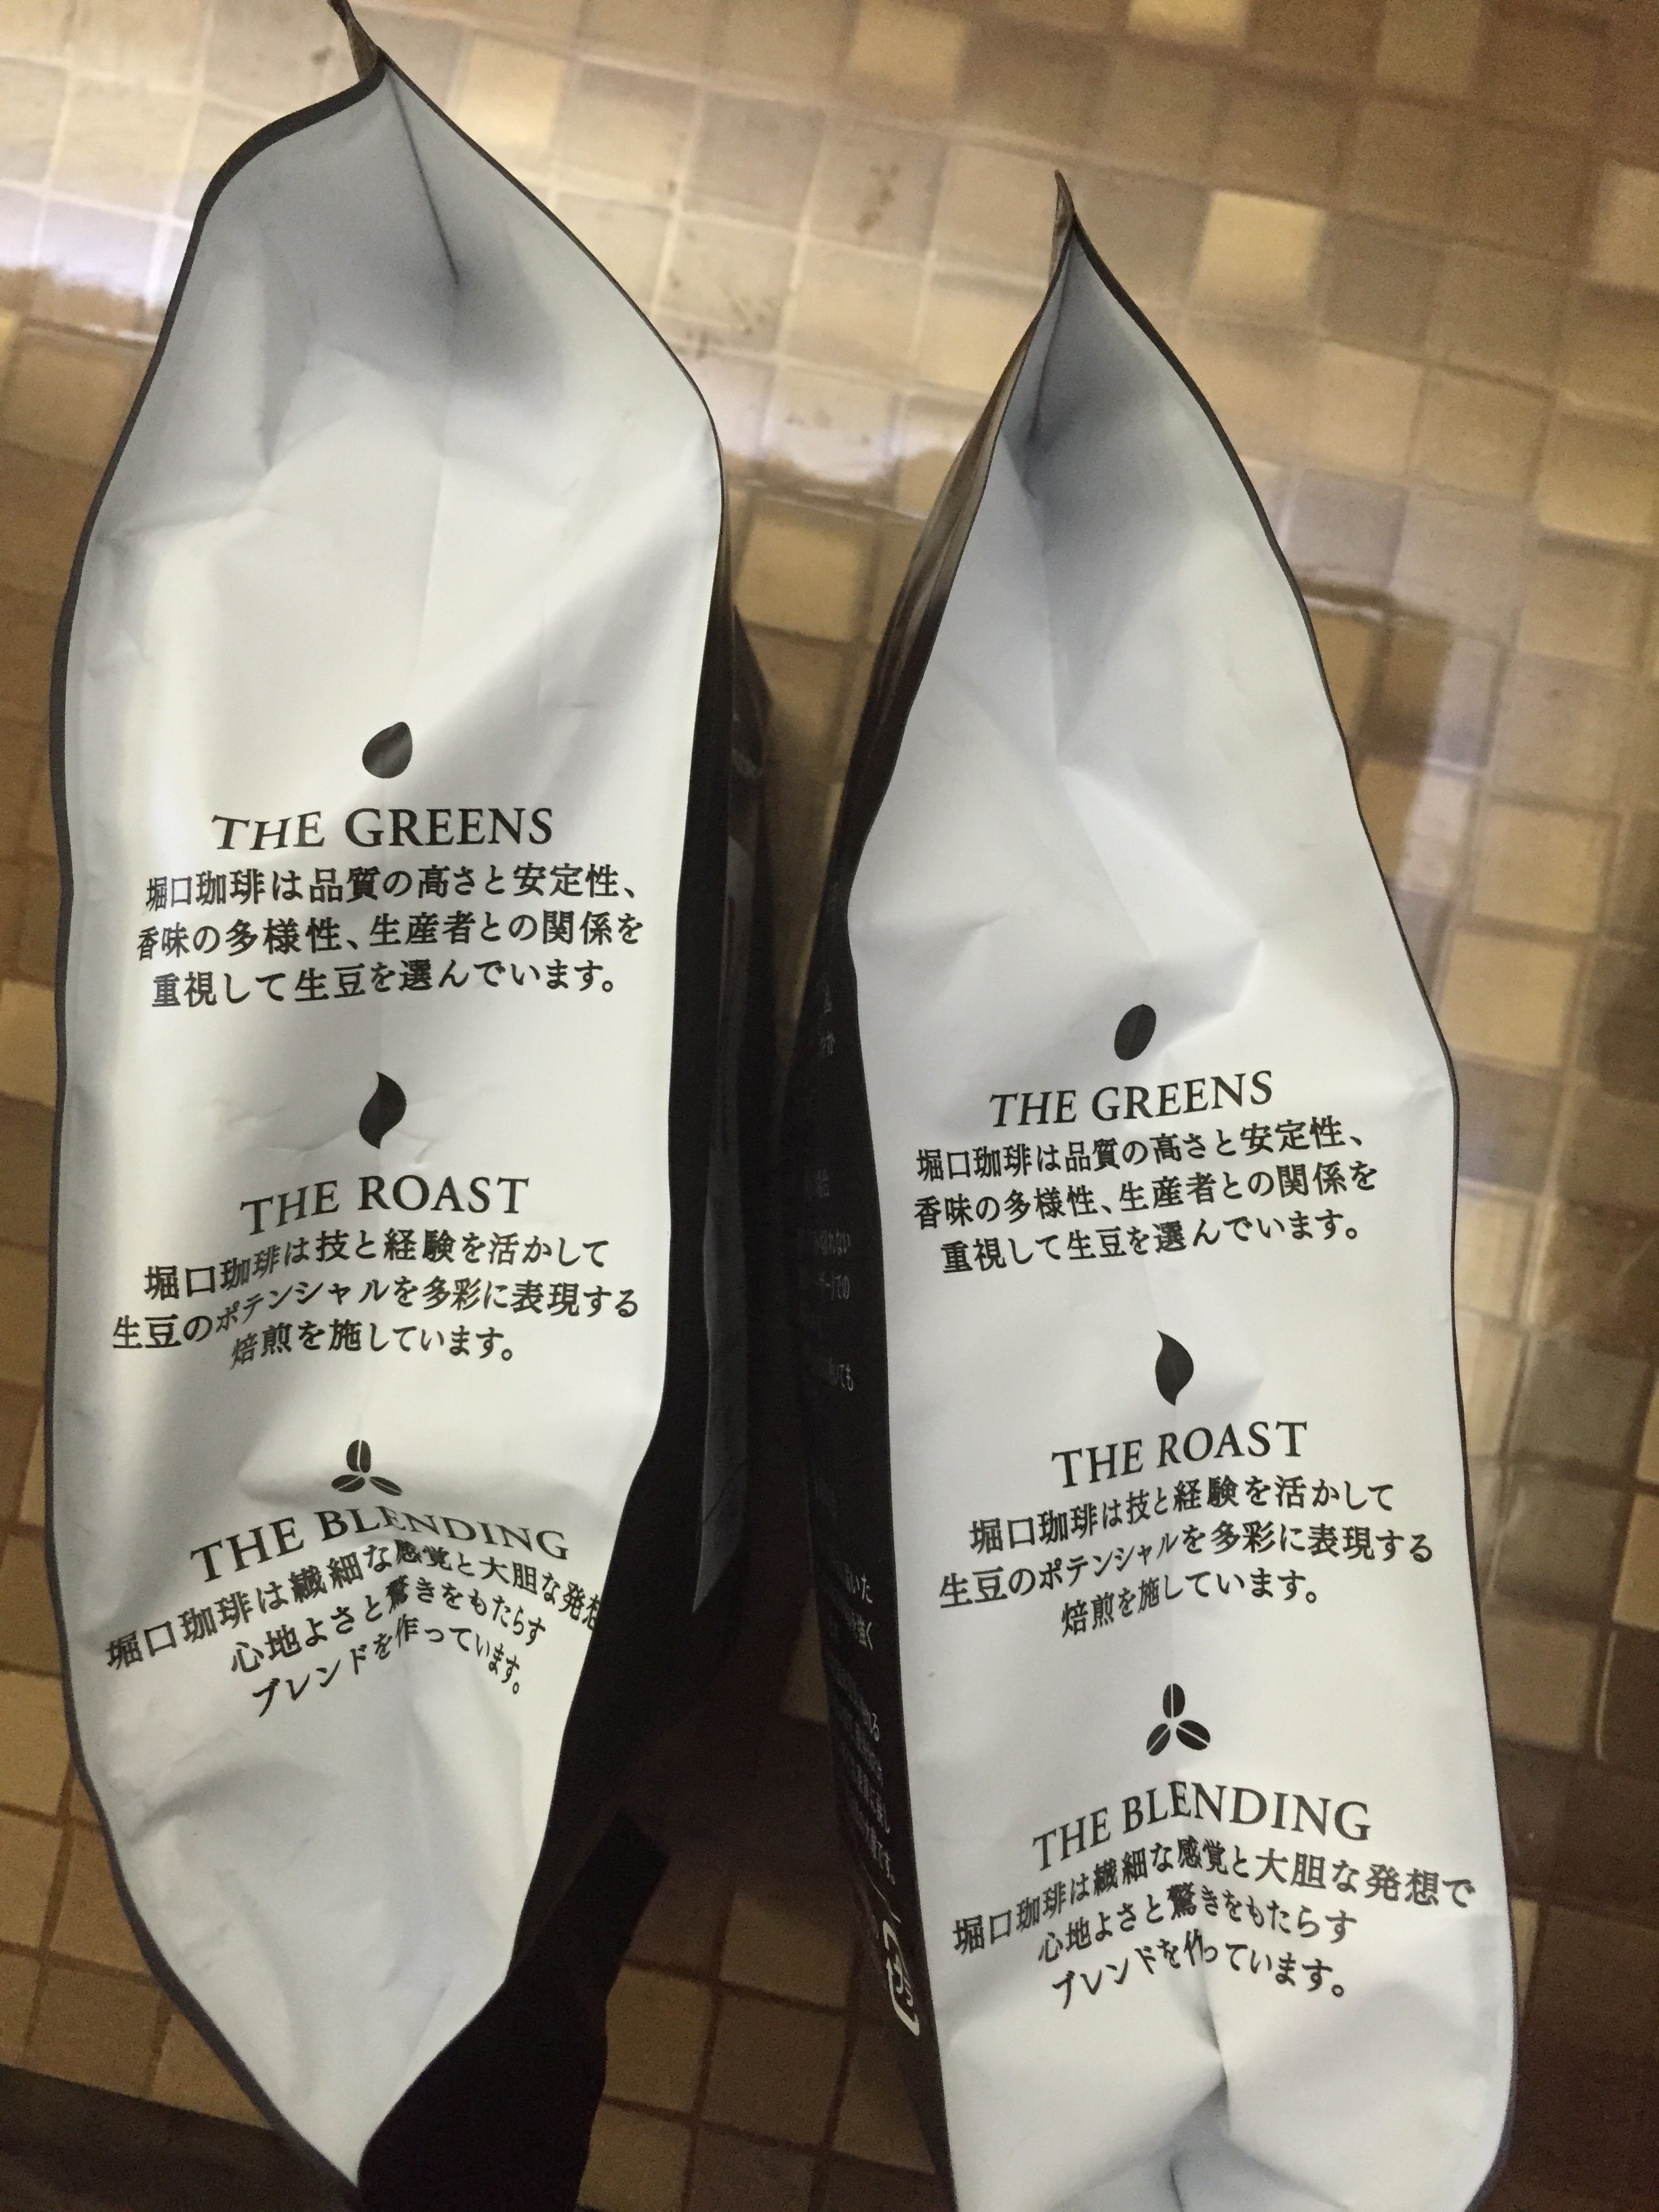 THE GREENS
堀口珈琲は品質の高さと安定性、
香味の多様性、生産者との関係を
重視して生豆を選んでいます。
THE ROAST
堀口珈琲は技と経験を活かして
生豆のポテンシャルを多彩に表現する
焙煎を施しています。
THE BLENDING
堀口珈琲は繊細な感覚と大胆な発想
心地よさと驚きをもたらす
ブレンドを作っています。
THE GREENS
堀口珈琲は品質の高さと安定性、
香味の多様性、生産者との関係を
重視して生豆を選んでいます。
THE ROAST
堀口珈琲は技と経験を活かして
生豆のポテンシャルを多彩に表現する
焙煎を施しています。
THE BLENDING
堀口珈琲は繊細な感覚と大胆な発想で
心地よさと驚きをもたらす
ブレンドを作っています。